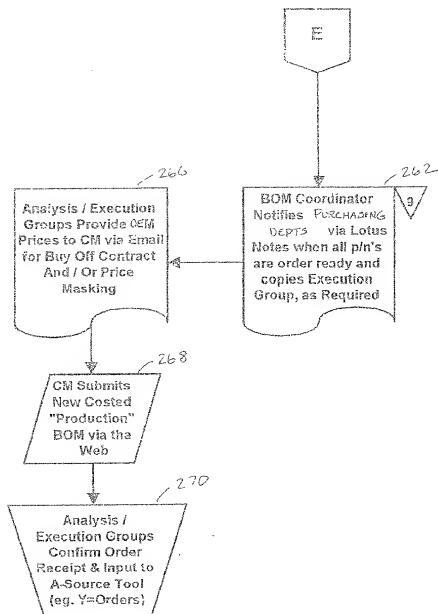 E
262
BOM Coordinator
Notifies PURCHASING
DEPTS via Lotus
Notes when all p/n's
are order ready and
copies Execution
Group, as Required
9
266
Analysis / Execution
Groups Provide OEM
Prices to CM via Email
for Buy Off Contract
And / Or Price
Masking
268
CM Submits
New Costed
"Production"
BOM via the
Web
270
Analysis /
Execution Groups
Confirm Order
Receipt & Input to
A-Source Tool
(eg. Y=Orders)